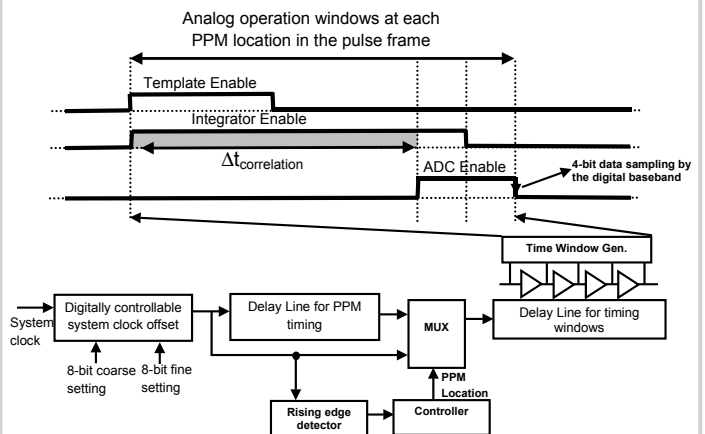 Analog operation windows at each
PPM location in the pulse frame
Template Enable
Integrator Enable
Δtcorrelation
ADC Enable
4-bit data sampling by
the digital baseband
Time Window Gen.
System
clock
Digitally controllable
system clock offset
8-bit coarse
setting
8-bit fine
setting
Delay Line for PPM
timing
MUX
Delay Line for timing
windows
PPM
Location
Rising edge
detector
Controller